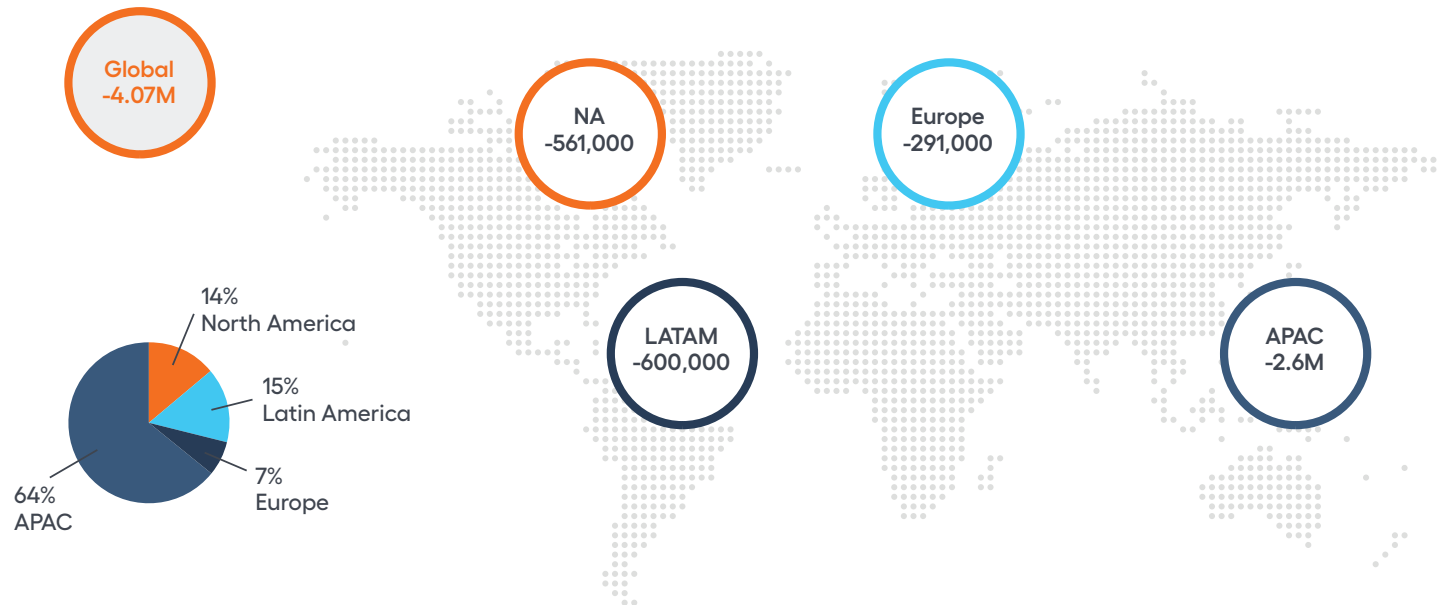 Global
-4.07M
NA
-561,000
Europe
-291,000
LATAM
-600,000
APAC
-2.6M
14%
North America
15%
Latin America
7%
Europe
64%
APAC